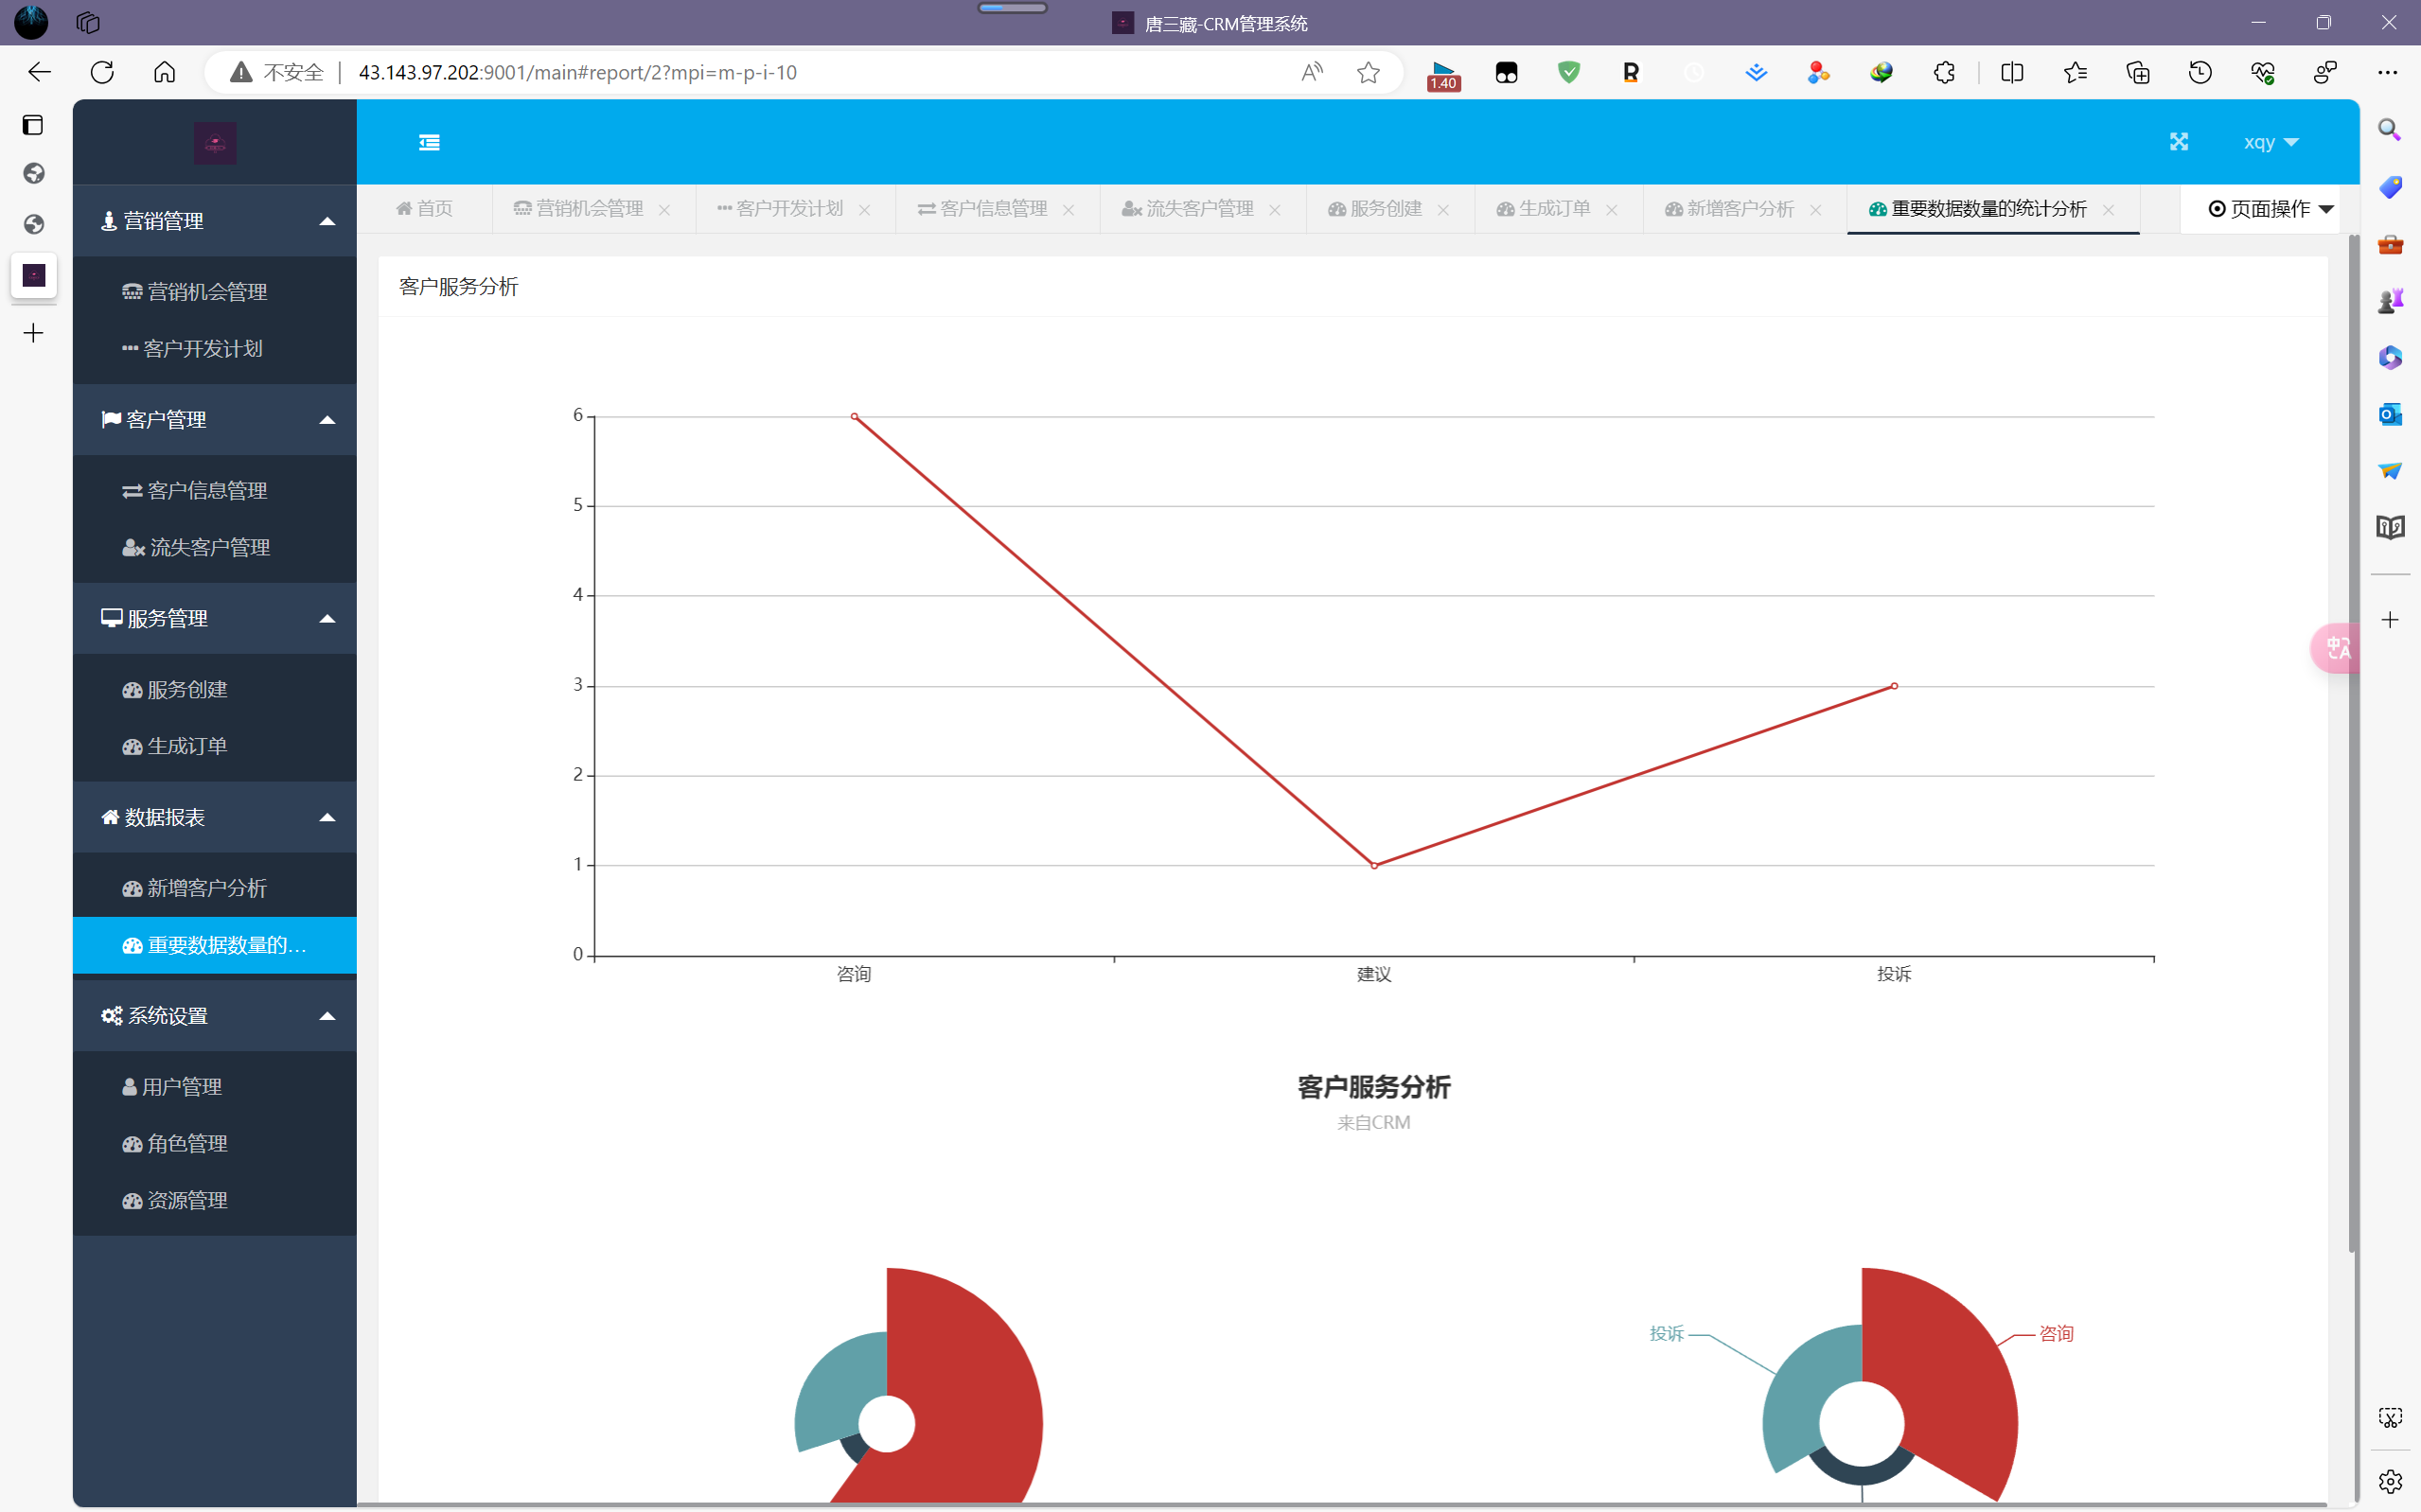 唐三藏-CRM管理系统
不安全
43.143.97.202:9001/main#report/2?mpi=m-p-i-10
1.40
xqy
首页
营销机会管理
客户开发计划
客户信息管理
流失客户管理
服务创建
生成订单
新增客户分析
重要数据数量的统计分析
页面操作
营销管理
营销机会管理
客户开发计划
客户管理
客户信息管理
流失客户管理
服务管理
服务创建
生成订单
数据报表
新增客户分析
重要数据数量的...
系统设置
用户管理
角色管理
资源管理
客户服务分析
6
5
4
3
2
1
0
咨询
建议
投诉
客户服务分析
来自CRM
投诉
咨询